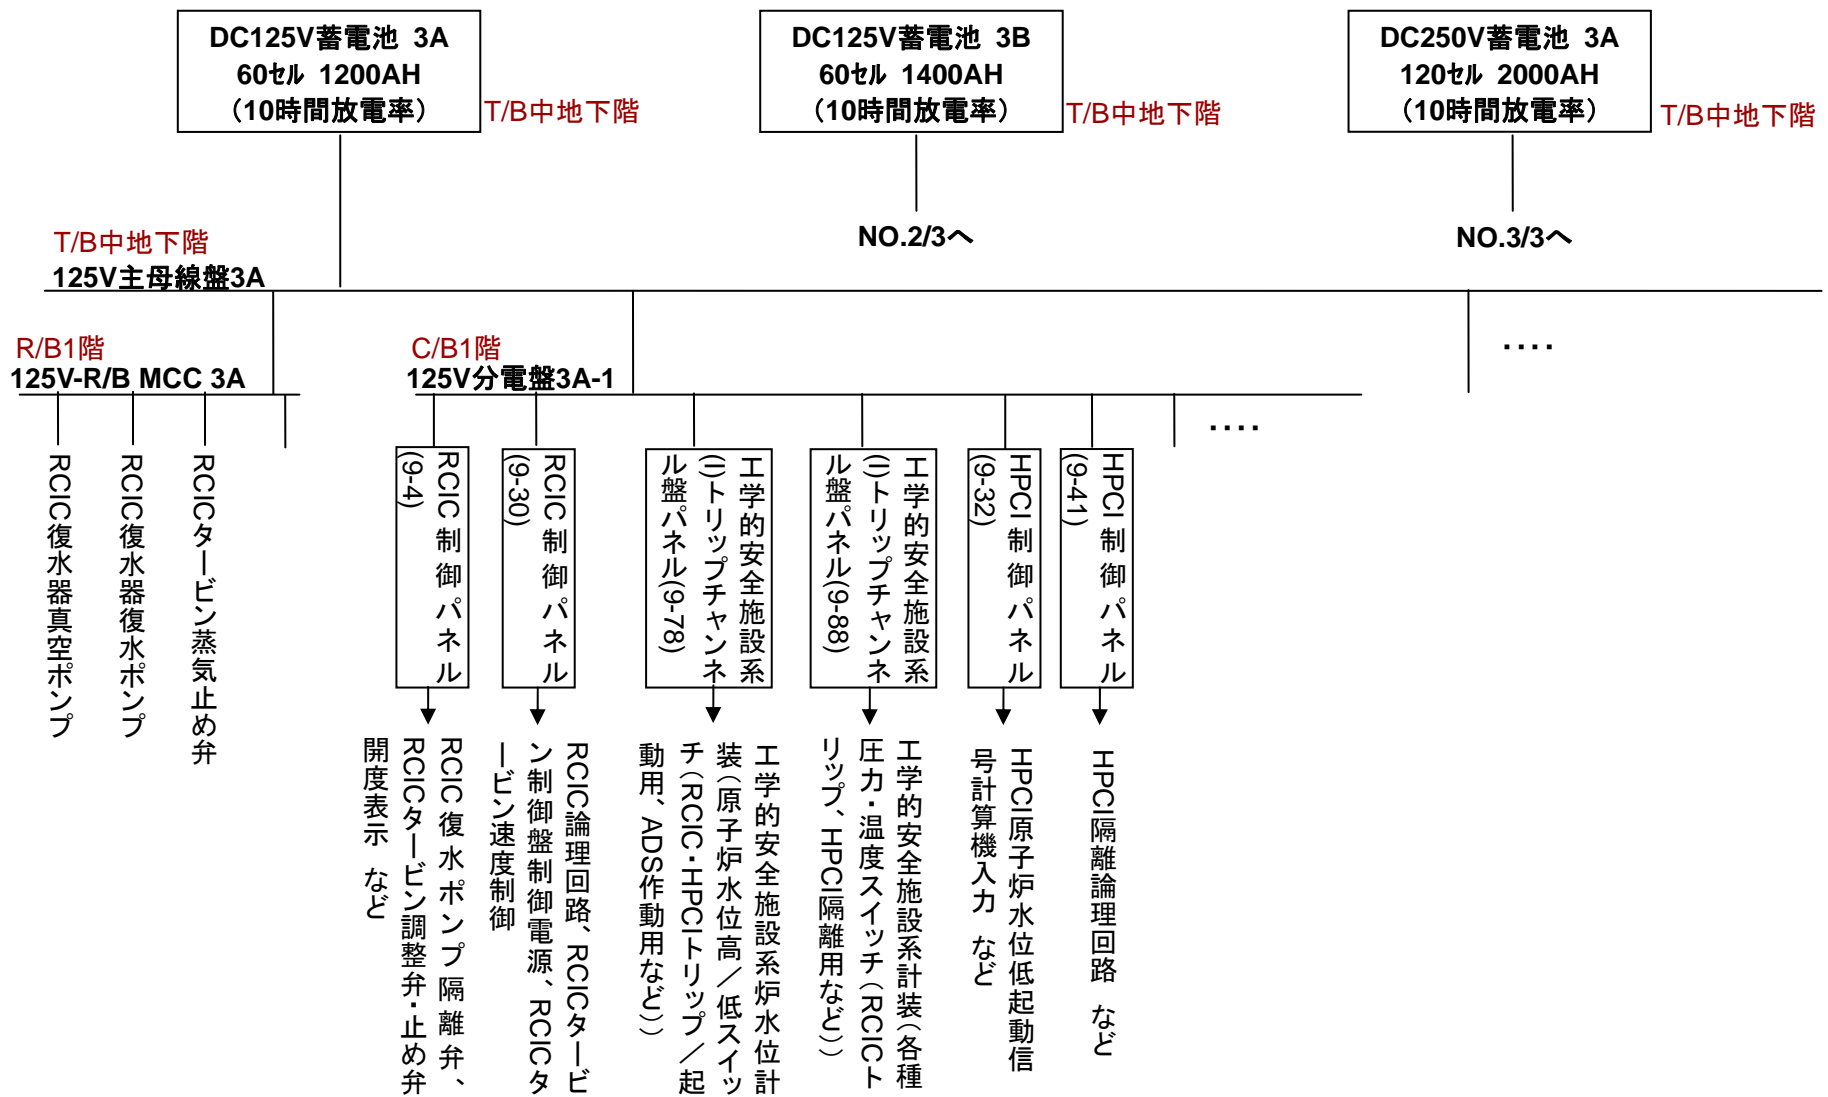 DC125V蓄電池 3A
60ｾﾙ 1200AH
（10時間放電率）
T/B中地下階
DC125V蓄電池 3B
60ｾﾙ 1400AH
（10時間放電率）
T/B中地下階
DC250V蓄電池 3A
120ｾﾙ 2000AH
（10時間放電率）
T/B中地下階
NO.2/3へ
NO.3/3へ
T/B中地下階
125V主母線盤3A
R/B1階
125V-R/B MCC 3A
C/B1階
125V分電盤3A-1
・・・・
・・・・
RCIC復水器真空ポンプ
RCIC復水器復水ポンプ
RCICタービン蒸気止め弁
RCIC制御パネル
(9-4)
RCIC制御パネル
(9-30)
工学的安全施設系
(I)トリップチャンネ
ル盤パネル(9-78)
工学的安全施設系
(II)トリップチャンネ
ル盤パネル(9-88)
HPCI制御パネル
(9-32)
HPCI制御パネル
(9-41)
RCIC復水ポンプ隔離弁、
RCICタービン調整弁・止め弁
開度表示 など
RCIC論理回路、RCICタービ
ン制御盤制御電源、RCICタ
ービン速度制御
工学的安全施設系炉水位計
装（原子炉水位高／低スイッ
チ（RCIC・HPCIトリップ／起
動用、ADS作動用など））
工学的安全施設系計装（各種
圧力・温度スイッチ（RCICト
リップ、HPCI隔離用など））
HPCI原子炉水位低起動信
号計算機入力 など
HPCI隔離論理回路 など